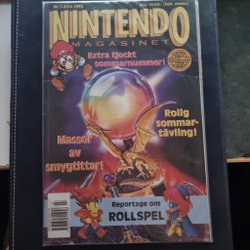 NINTENDO
MAGASINET
Extra tjockt
sommarnummer!
Rolig
sommar-
tävling!
Massor
av
smygtittar!
Reportage om
ROLLSPEL